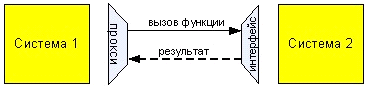 Система 1
прокси
вызов функции
результат
интерфейс
Система 2